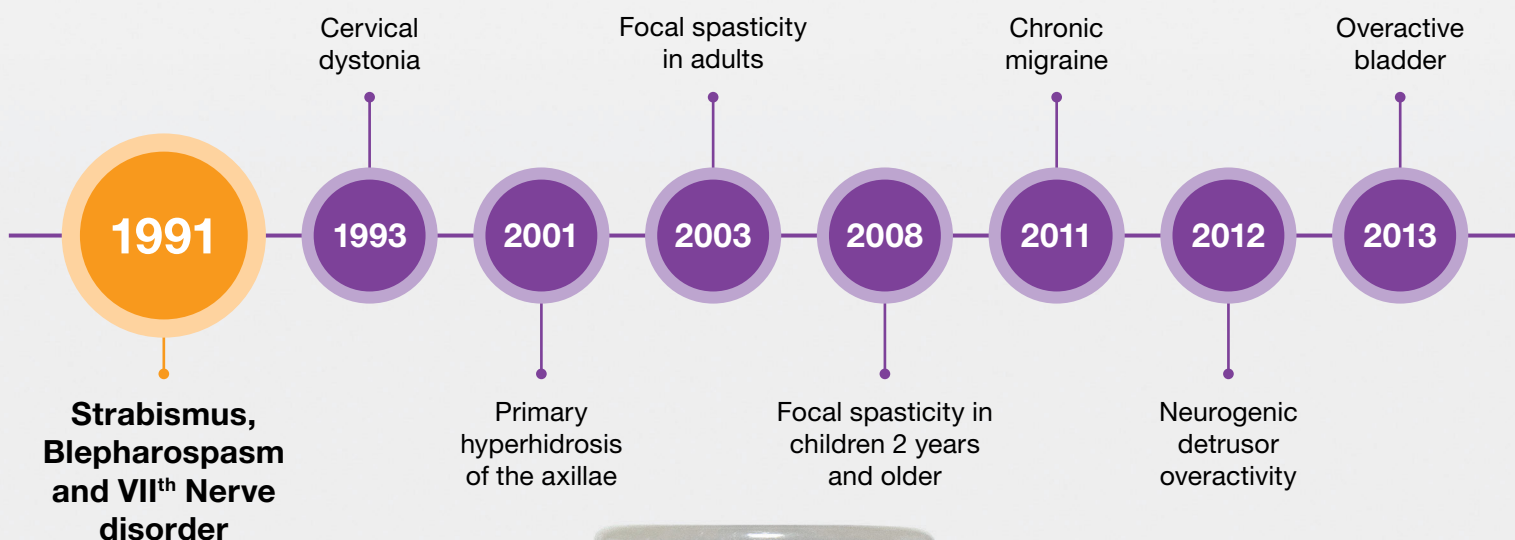 Cervical
dystonia
Focal spasticity
in adults
Chronic
migraine
Overactive
bladder
1991
1993
2001
2003
2008
2011
2012
2013
Strabismus,
Blepharospasm
and VIIth Nerve
disorder
Primary
hyperhidrosis
of the axillae
Focal spasticity in
children 2 years
and older
Neurogenic
detrusor
overactivity